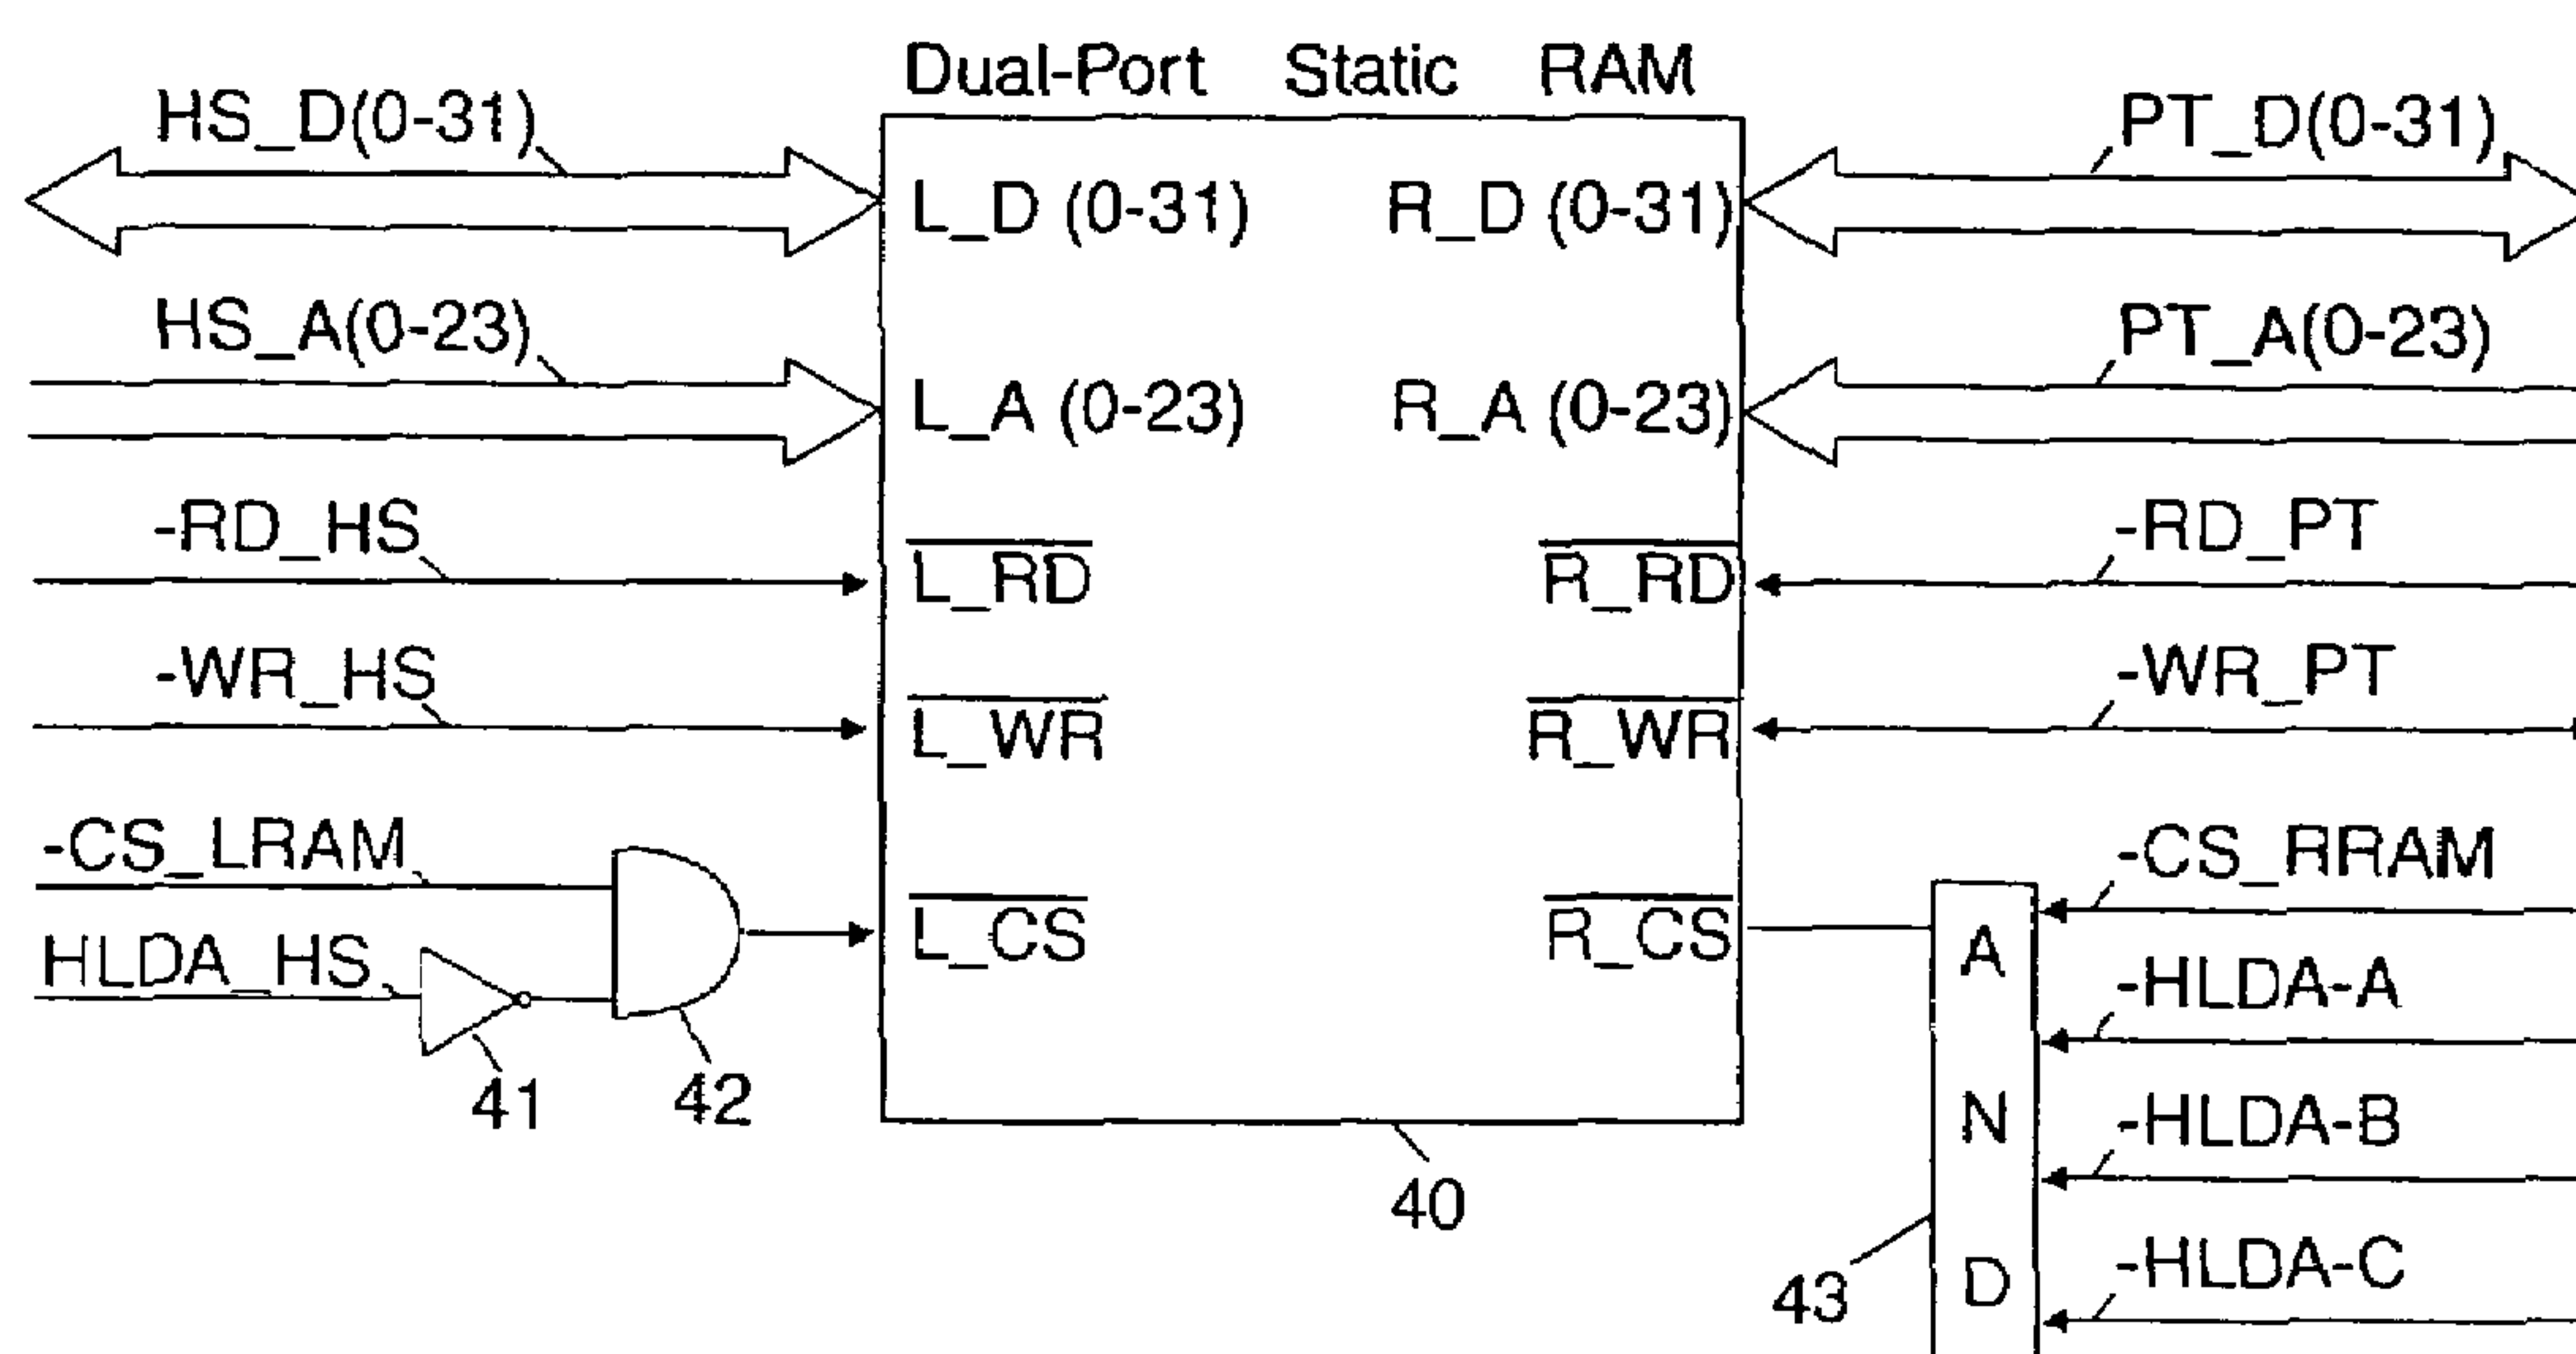 Dual-Port Static RAM
HS_D(0-31)
PT_D(0-31)
L_D (0-31)
R_D (0-31)
HS_A(0-23)
PT_A(0-23)
L_A (0-23)
R_A (0-23)
-RD_HS
-RD_PT
L_RD
R_RD
-WR_HS
-WR_PT
L_WR
R_WR
-CS_LRAM
-CS_RRAM
L_CS
R_CS
HLDA_HS
-HLDA-A
41
42
-HLDA-B
40
-HLDA-C
43
A
N
D